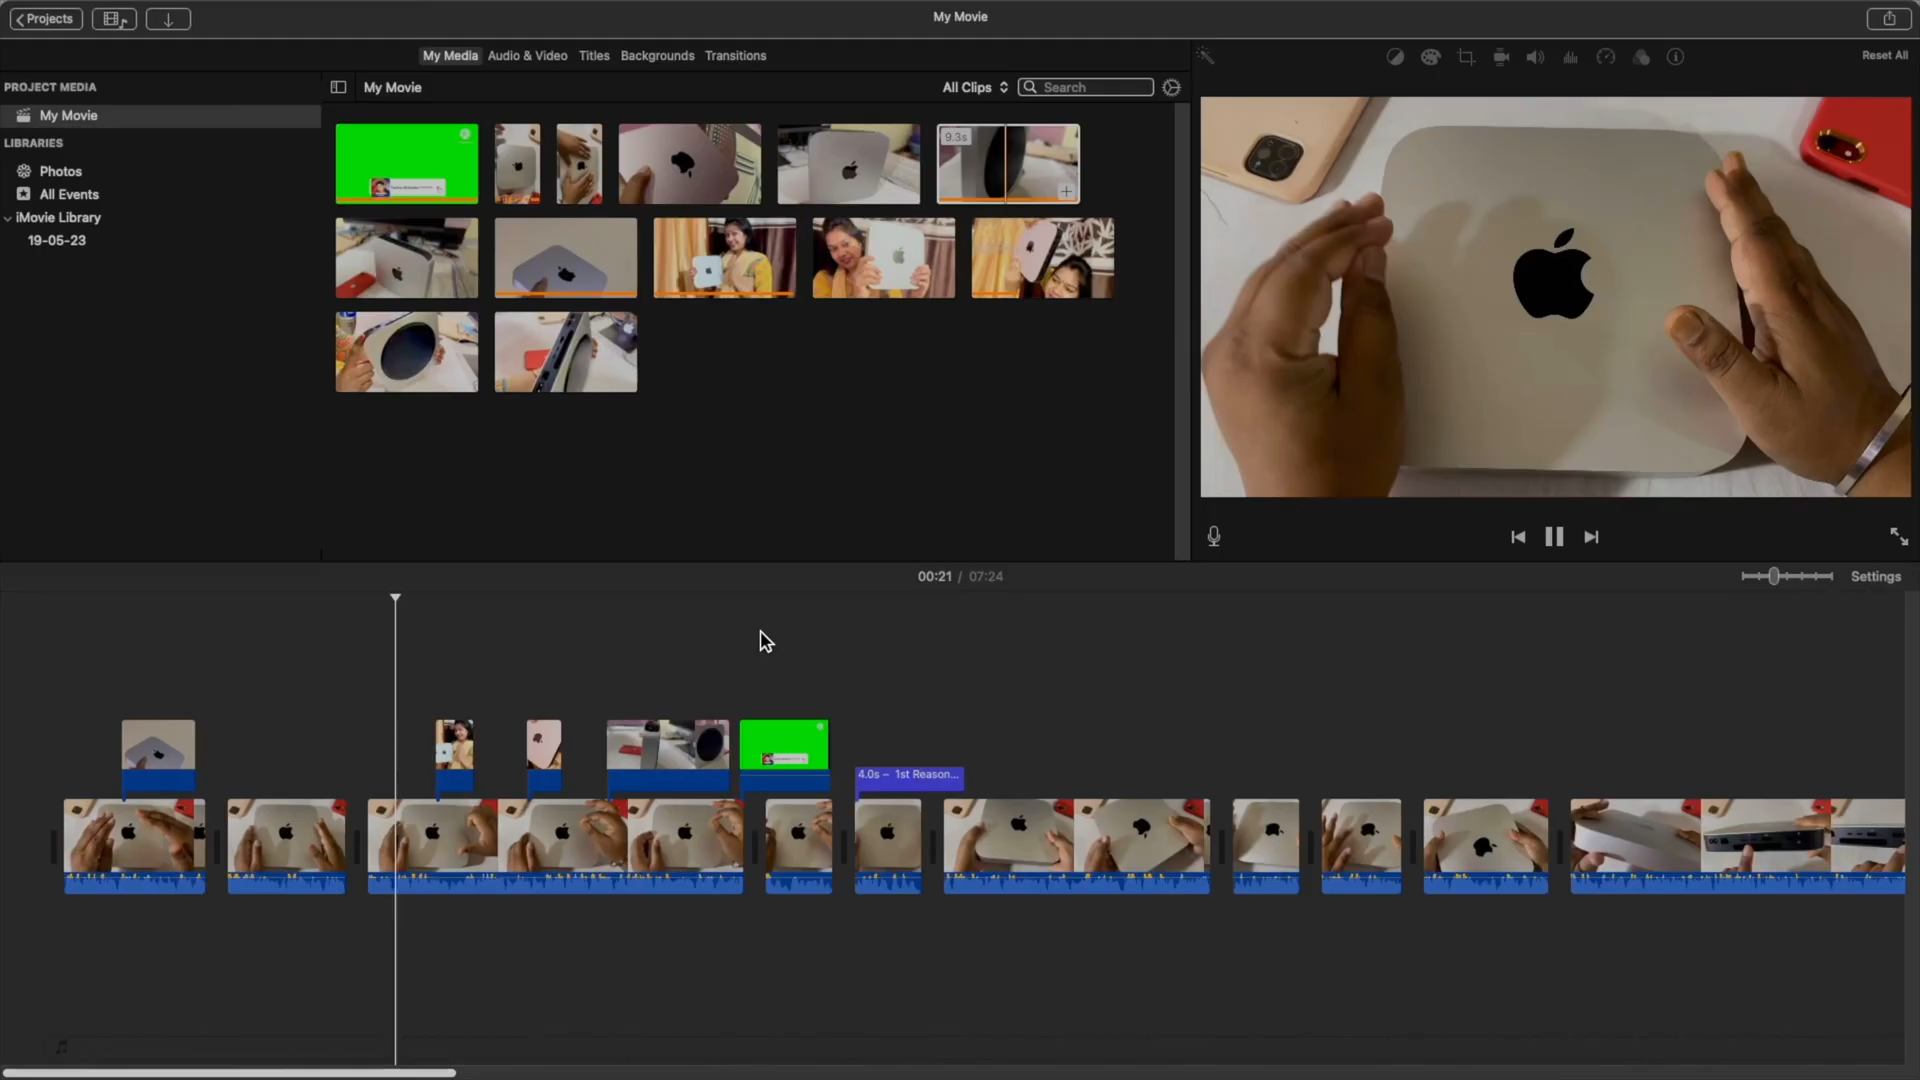 Projects
My Movie
My Media
Audio & Video
Titles
Backgrounds
Transitions
Reset All
PROJECT MEDIA
My Movie
All Clips
Search
My Movie
LIBRARIES
Photos
All Events
iMovie Library
19-05-23
9.3s
00:21 / 07:24
Settings
4.0s – 1st Reason...